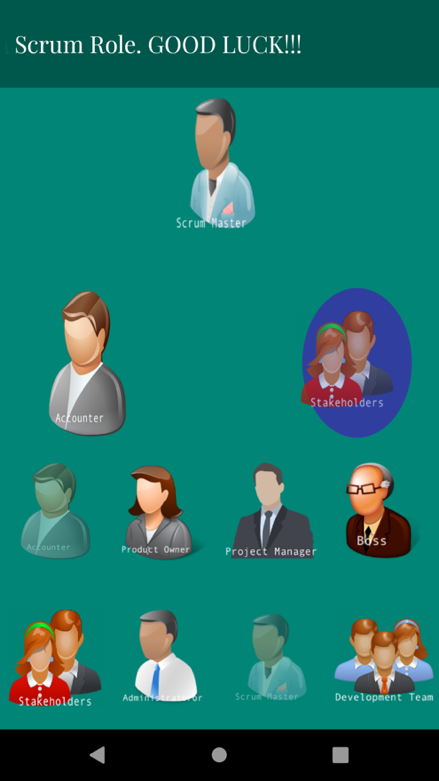 Scrum Role. GOOD LUCK!!!
Scrum Master
Accounter
Stakeholders
Accounter
Product Owner
Project Manager
Boss
Stakeholders
Administratoror
Scrum Master
Development Team